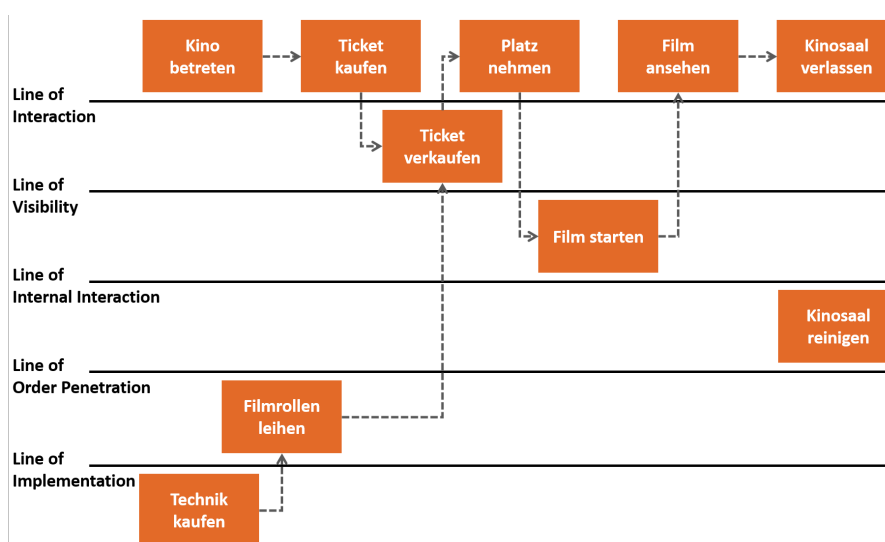 Kino
betreten
Ticket
kaufen
Platz
nehmen
Film
ansehen
Kinosaal
verlassen
Line of
Interaction
Ticket
verkaufen
Line of
Visibility
Film starten
Line of
Internal Interaction
Kinosaal
reinigen
Line of
Order Penetration
Filmrollen
leihen
Line of
Implementation
Technik
kaufen